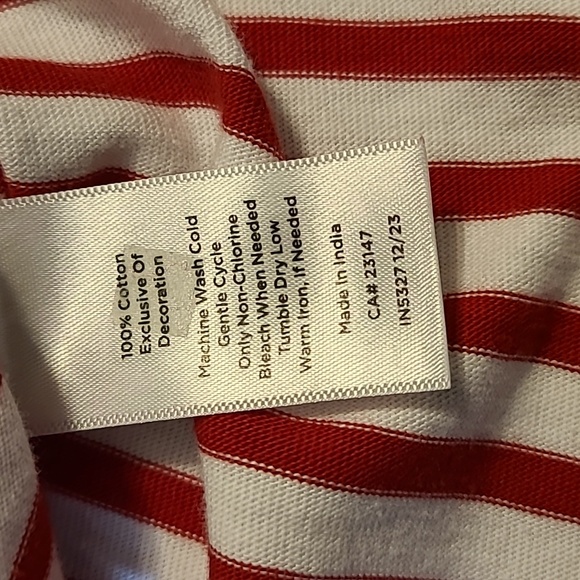 100% Cotton
Exclusive Of
Decoration
Machine Wash Cold
Gentle Cycle
Only Non-Chlorine
Bleach When Needed
Tumble Dry Low
Warm Iron, If Needed
Made In India
CA# 23147
IN5327 12/23